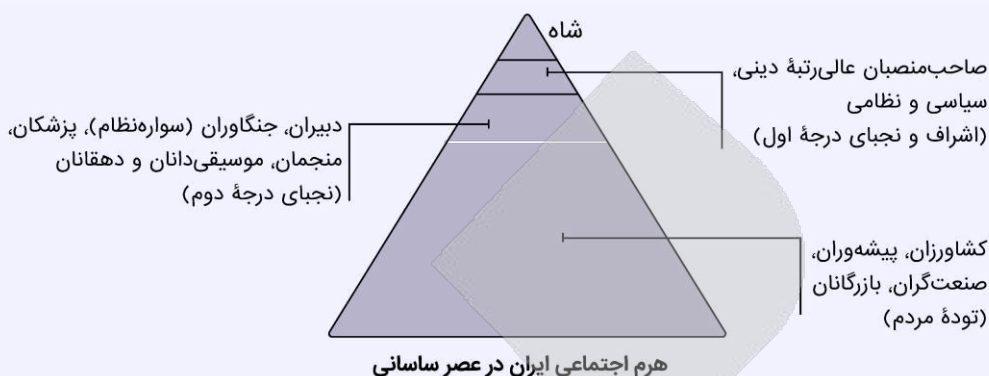 شاه
صاحب‌منصبان عالی‌رتبهٔ دینی،
سیاسی و نظامی
(اشراف و نجبای درجهٔ اول)
دبیران، جنگاوران (سواره‌نظام)، پزشکان،
منجمان، موسیقی‌دانان و دهقانان
(نجبای درجهٔ دوم)
کشاورزان، پیشه‌وران،
صنعت‌گران، بازرگانان
(تودهٔ مردم)
هرم اجتماعی ایران در عصر ساسانی